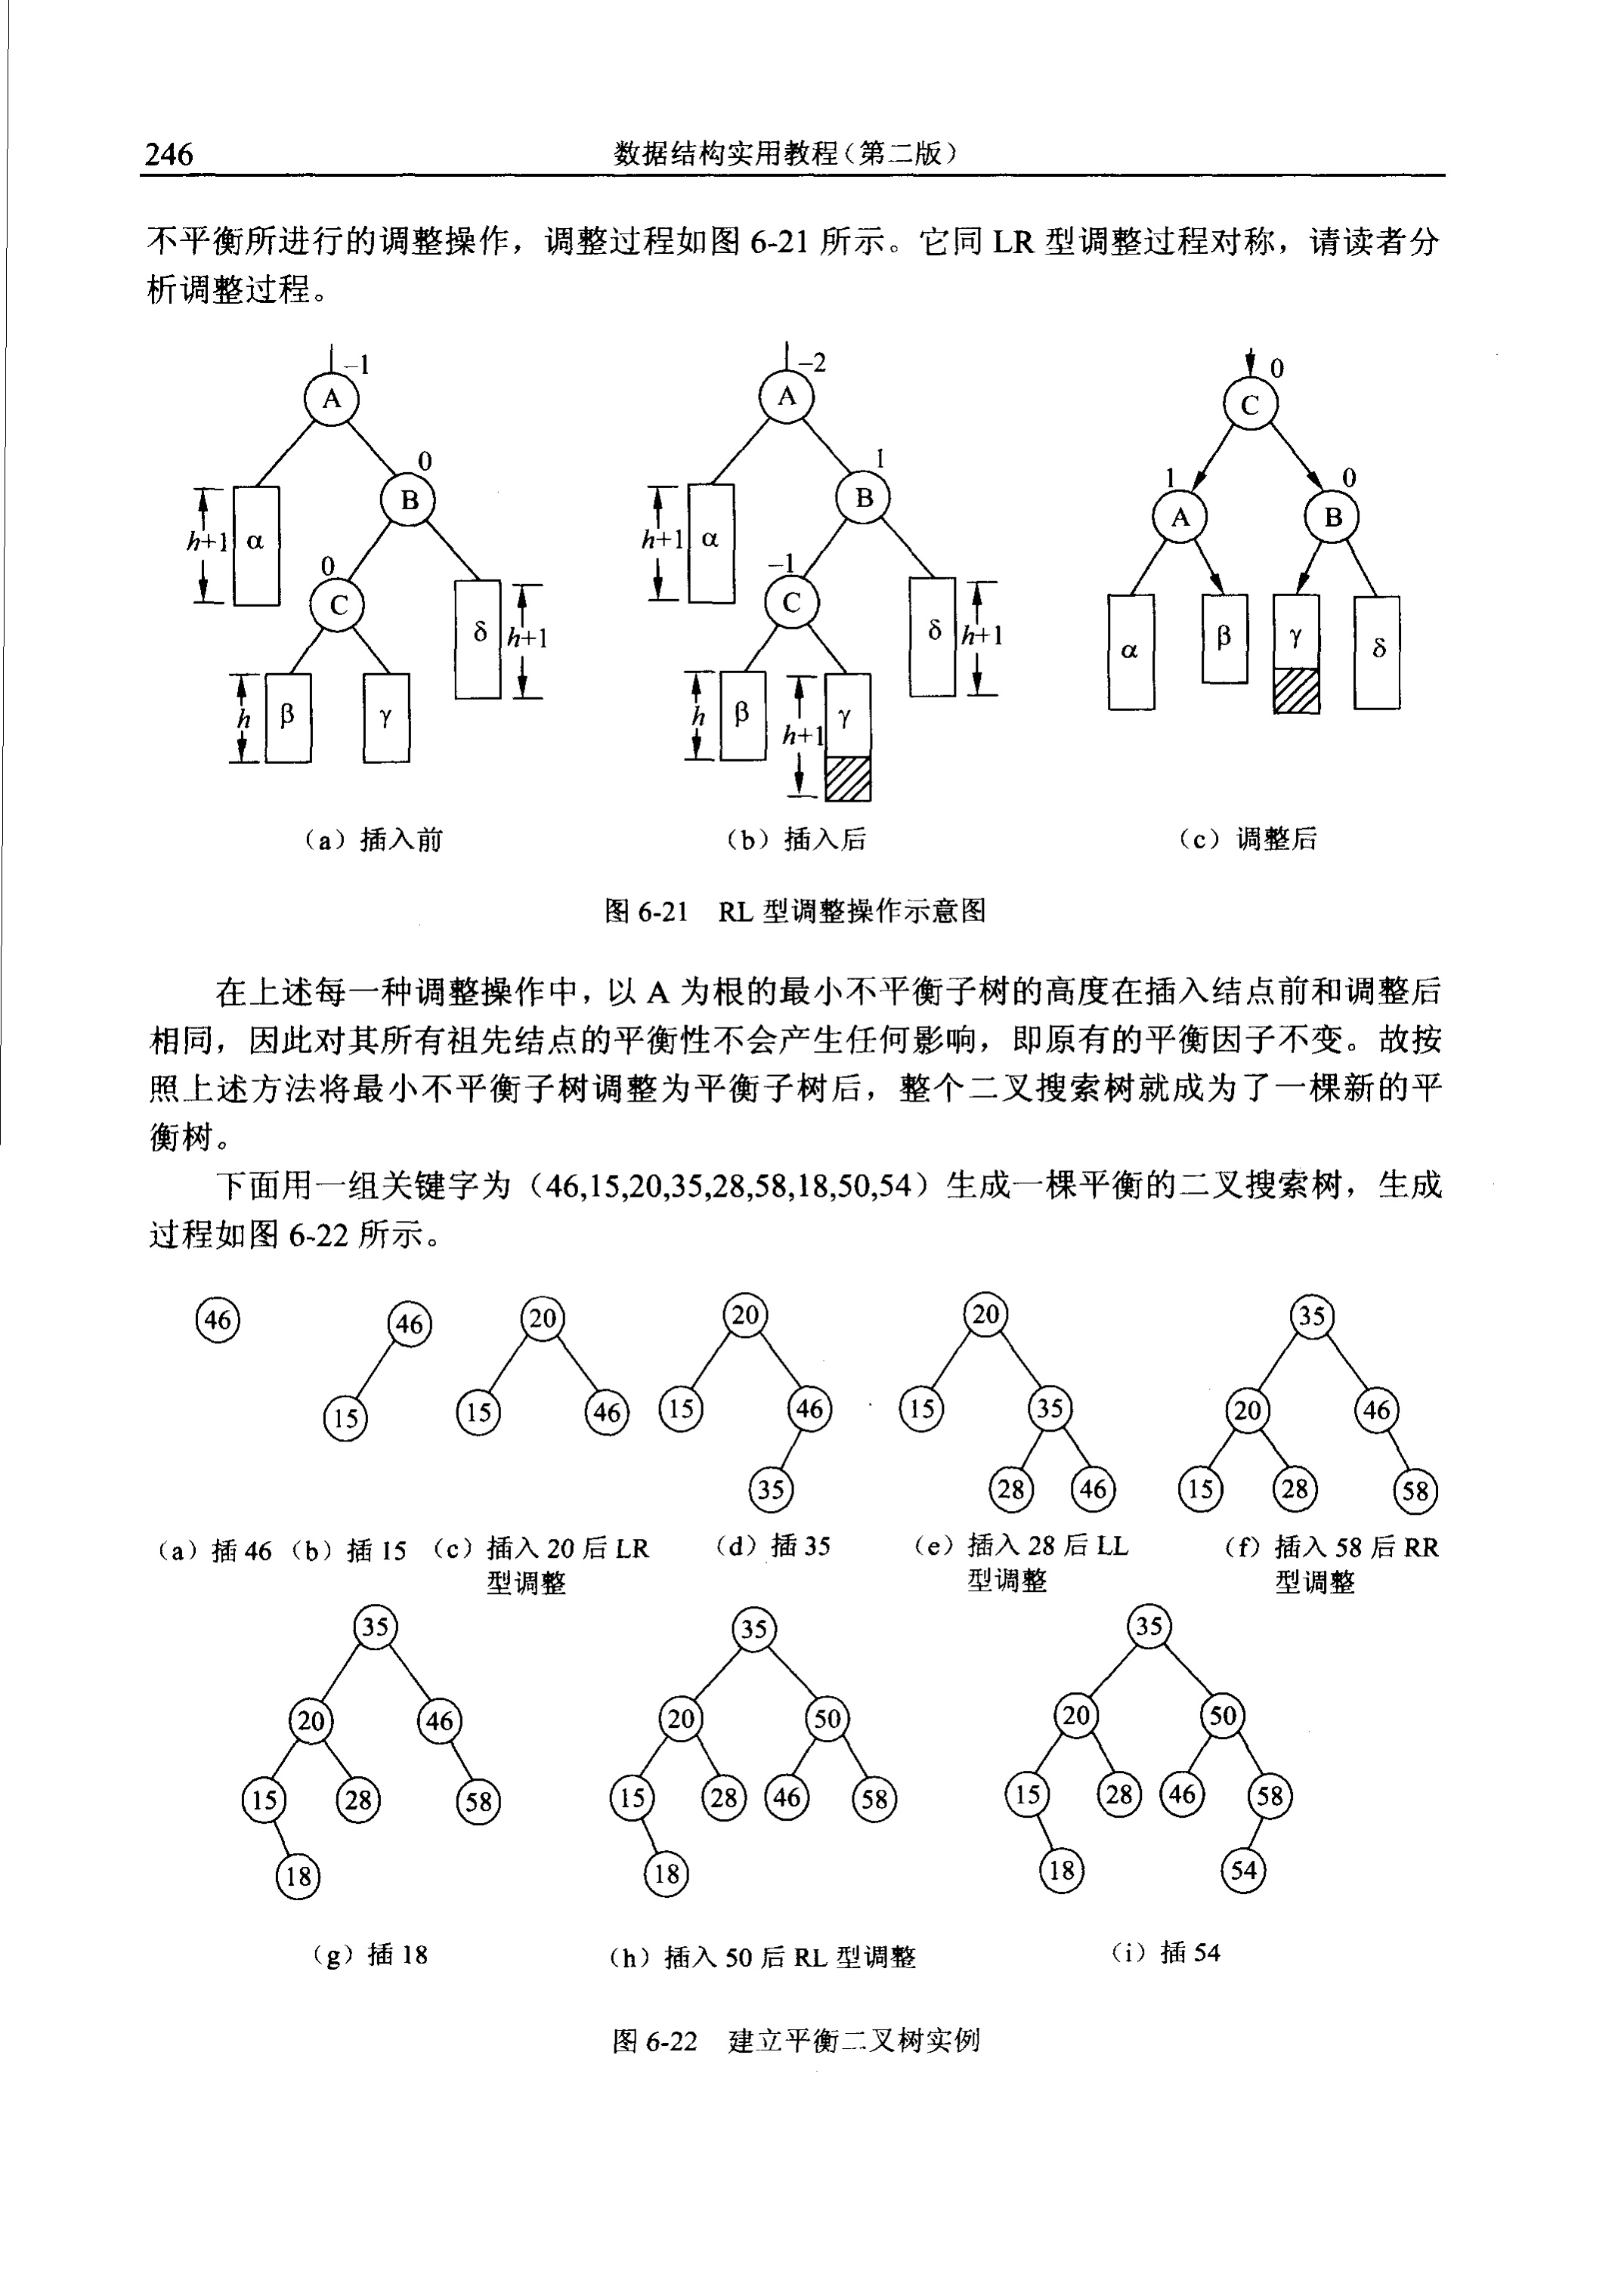 246
数据结构实用教程（第二版）
不平衡所进行的调整操作，调整过程如图 6-21 所示。它同 LR 型调整过程对称，请读者分
析调整过程。
-1
A
0
B
h+1
α
0
C
δ
h+1
h
β
γ
-2
A
1
B
h+1
α
-1
C
δ
h+1
h
β
h+1
γ
0
C
1
A
0
B
α
β
γ
δ
（a）插入前
（b）插入后
（c）调整后
图 6-21 RL 型调整操作示意图
在上述每一种调整操作中，以 A 为根的最小不平衡子树的高度在插入结点前和调整后
相同，因此对其所有祖先结点的平衡性不会产生任何影响，即原有的平衡因子不变。故按
照上述方法将最小不平衡子树调整为平衡子树后，整个二叉搜索树就成为了一棵新的平
衡树。
下面用一组关键字为（46,15,20,35,28,58,18,50,54）生成一棵平衡的二叉搜索树，生成
过程如图 6-22 所示。
46
46
15
20
15 46
20
15 46
35
20
15 35
28 46
35
20 46
15 28 58
（a）插 46 （b）插 15 （c）插入 20 后 LR
型调整
（d）插 35
（e）插入 28 后 LL
型调整
（f）插入 58 后 RR
型调整
35
20 46
15 28 58
18
35
20 50
15 28 46 58
18
35
20 50
15 28 46 58
18 54
（g）插 18
（h）插入 50 后 RL 型调整
（i）插 54
图 6-22 建立平衡二叉树实例